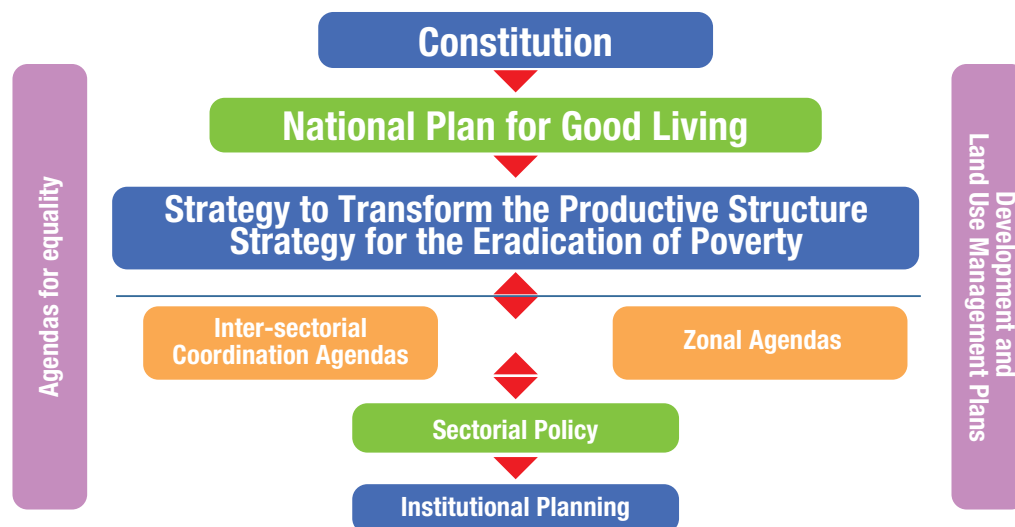 Constitution
National Plan for Good Living
Strategy to Transform the Productive Structure
Strategy for the Eradication of Poverty
Inter-sectorial
Coordination Agendas
Zonal Agendas
Sectorial Policy
Institutional Planning
Agendas for equality
Development and
Land Use Management Plans